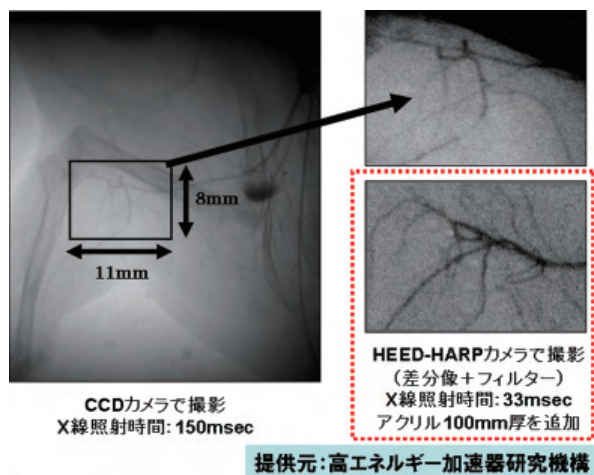 8mm
11mm
CCDカメラで撮影
X線照射時間：150msec
HEED-HARPカメラで撮影
（差分像＋フィルター）
X線照射時間：33msec
アクリル100mm厚を追加
提供元：高エネルギー加速器研究機構